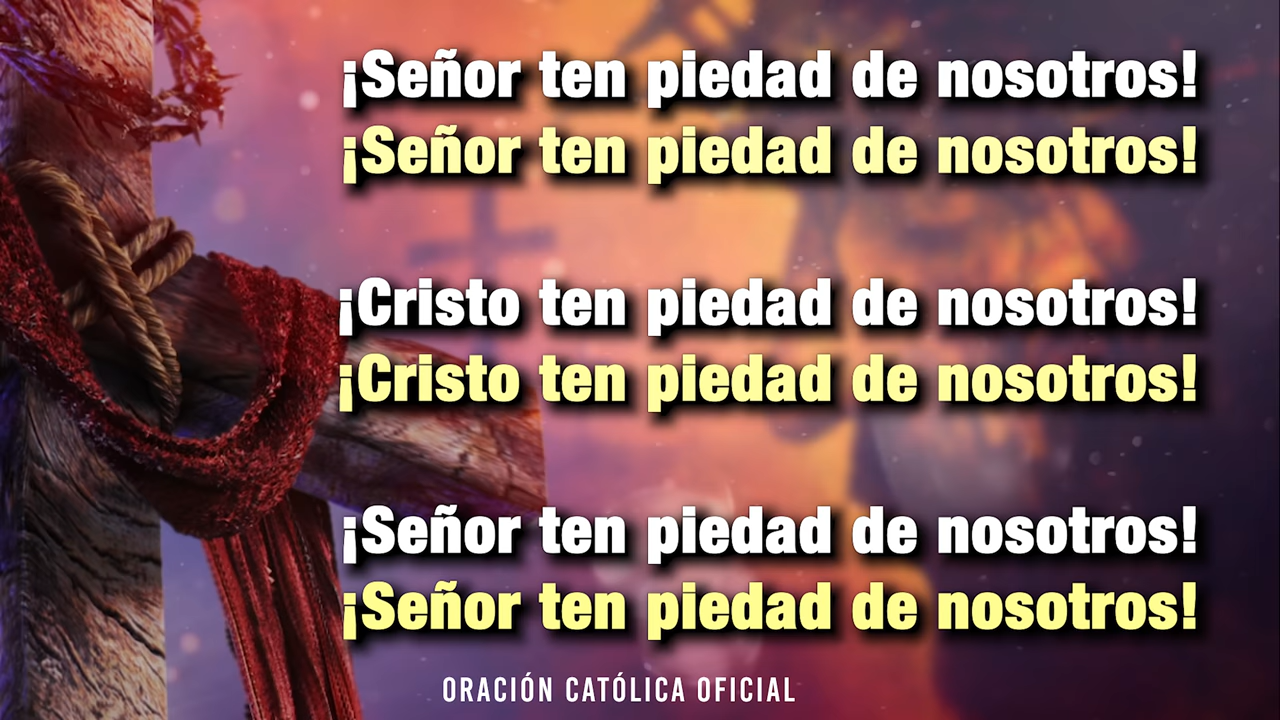 ¡Señor ten piedad de nosotros!
¡Señor ten piedad de nosotros!
¡Cristo ten piedad de nosotros!
¡Cristo ten piedad de nosotros!
¡Señor ten piedad de nosotros!
¡Señor ten piedad de nosotros!
ORACIÓN CATÓLICA OFICIAL